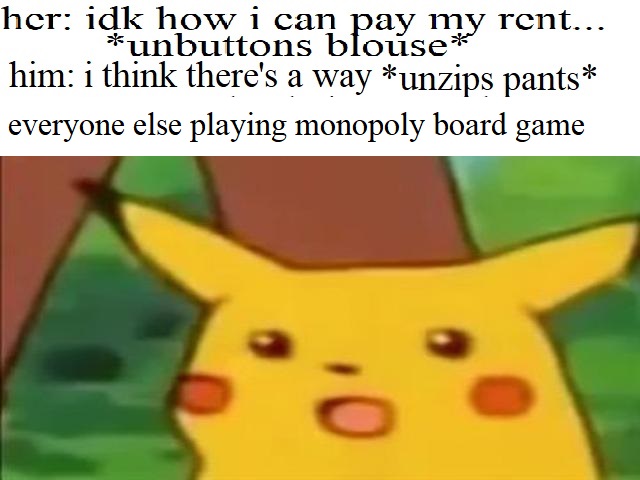 her: idk how i can pay my rent...
*unbuttons blouse*
him: i think there's a way *unzips pants*
everyone else playing monopoly board game